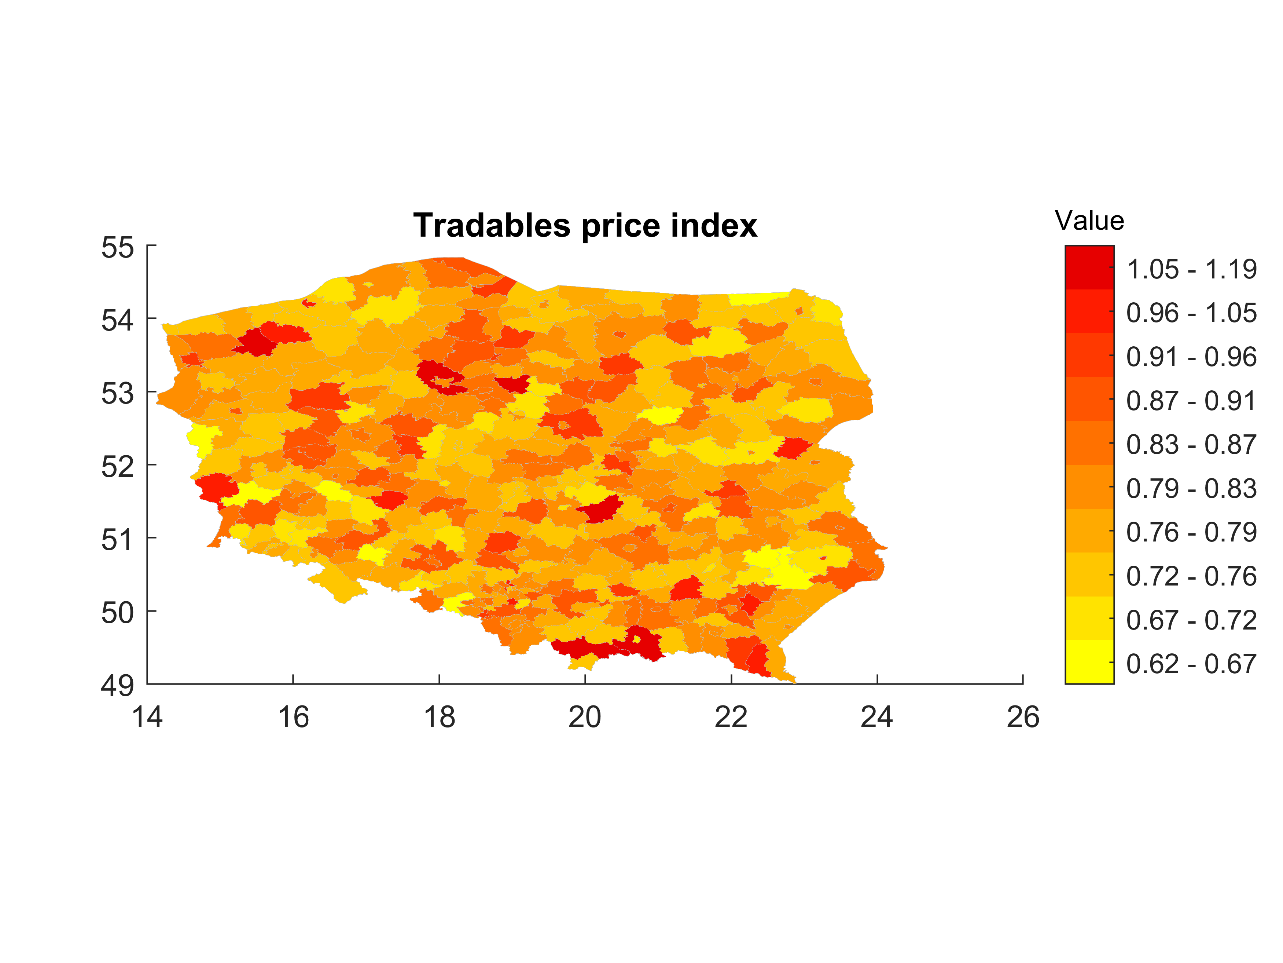 Tradables price index
Value
55
54
53
52
51
50
49
14
16
18
20
22
24
26
1.05 - 1.19
0.96 - 1.05
0.91 - 0.96
0.87 - 0.91
0.83 - 0.87
0.79 - 0.83
0.76 - 0.79
0.72 - 0.76
0.67 - 0.72
0.62 - 0.67